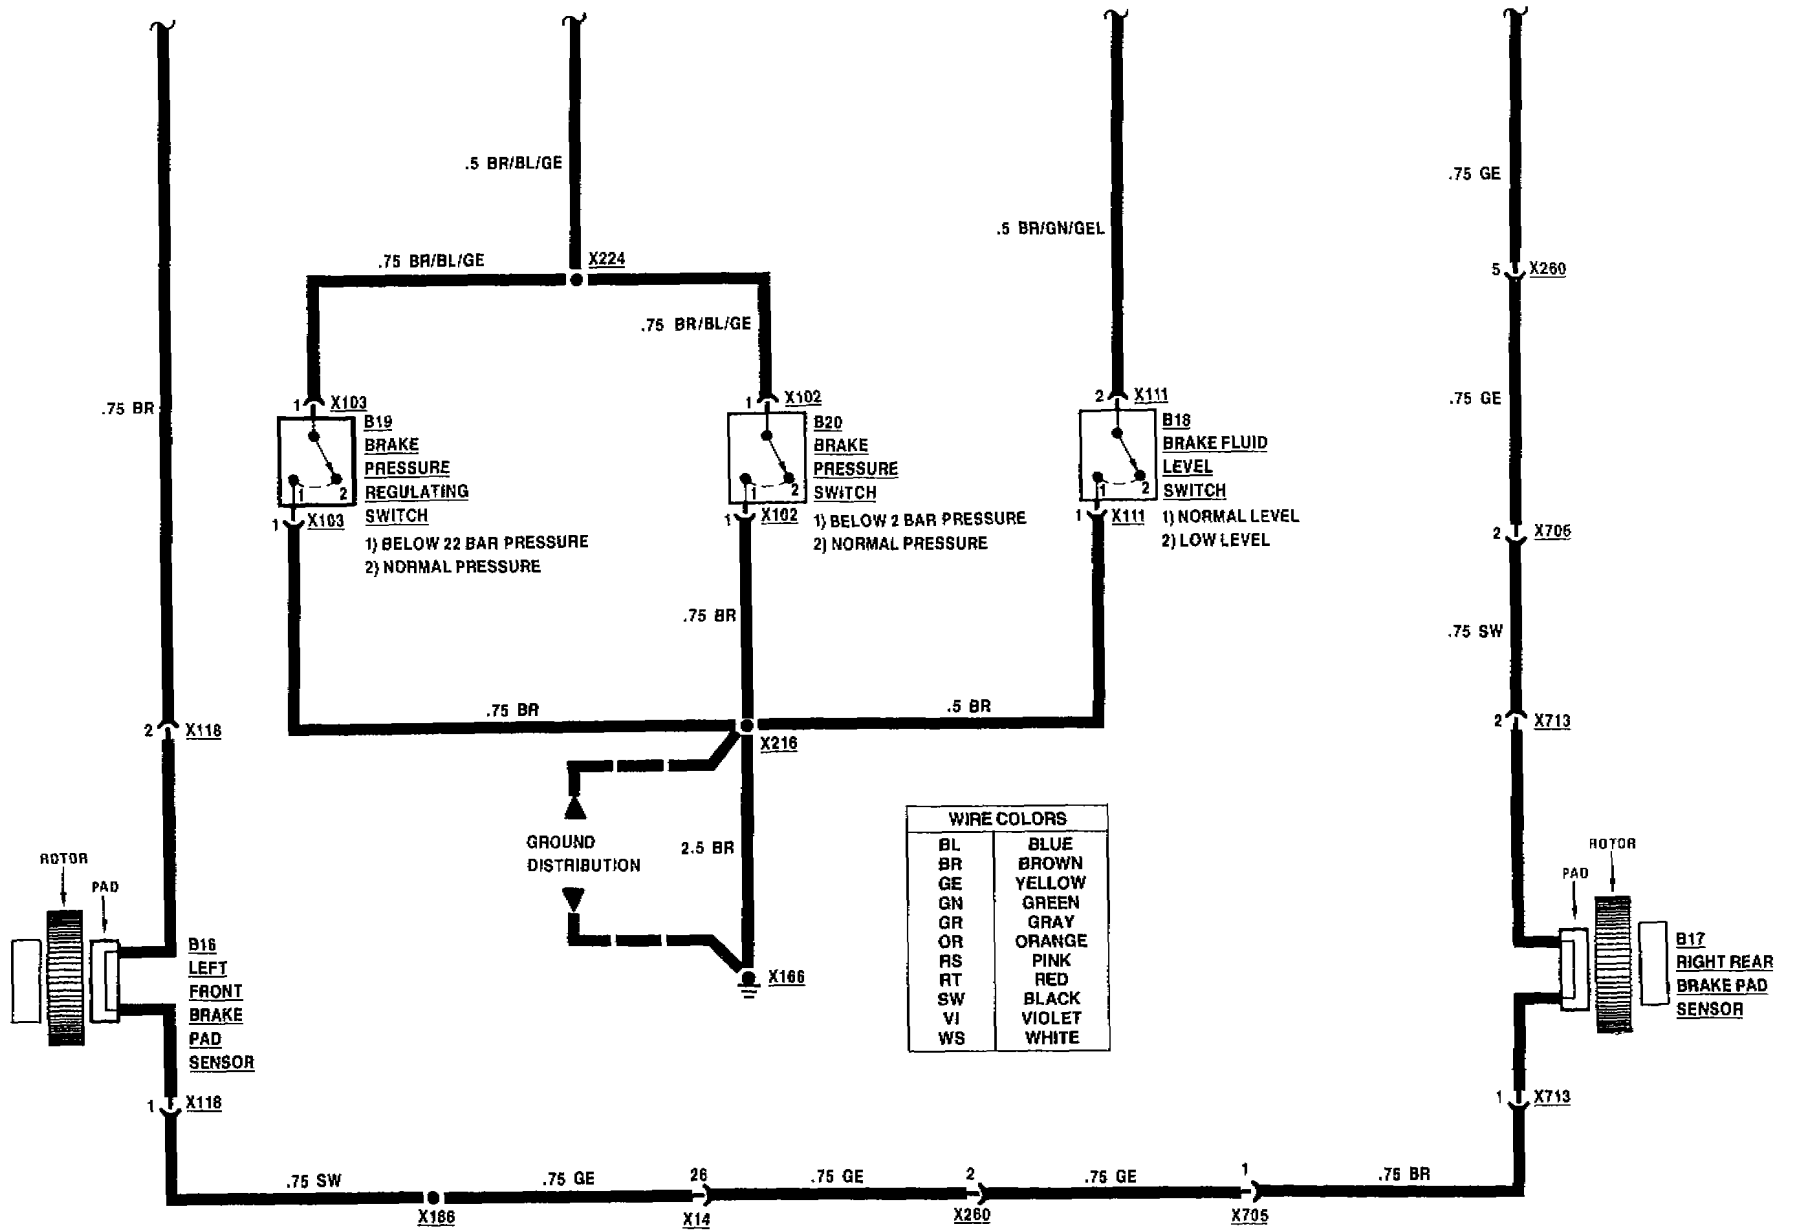 .5 BR/BL/GE
.75 GE
.5 BR/GN/GEL
.75 BR/BL/GE
X224
5 X260
.75 BR/BL/GE
.75 BR
.75 GE
1 X103
B19
BRAKE
PRESSURE
REGULATING
SWITCH
1 2
1 X103
1) BELOW 22 BAR PRESSURE
2) NORMAL PRESSURE
1 X102
B20
BRAKE
PRESSURE
SWITCH
1 2
1 X102
1) BELOW 2 BAR PRESSURE
2) NORMAL PRESSURE
2 X111
B18
BRAKE FLUID
LEVEL
SWITCH
1 2
1 X111
1) NORMAL LEVEL
2) LOW LEVEL
2 X705
.75 BR
.75 SW
.75 BR
.5 BR
2 X118
X216
2 X713
GROUND
DISTRIBUTION
2.5 BR
X166
WIRE COLORS
BL BLUE
BR BROWN
GE YELLOW
GN GREEN
GR GRAY
OR ORANGE
RS PINK
RT RED
SW BLACK
VI VIOLET
WS WHITE
ROTOR
PAD
B16
LEFT
FRONT
BRAKE
PAD
SENSOR
ROTOR
PAD
B17
RIGHT REAR
BRAKE PAD
SENSOR
1 X118
1 X713
.75 SW
X186
.75 GE
26
X14
.75 GE
2
X260
.75 GE
1
X705
.75 BR